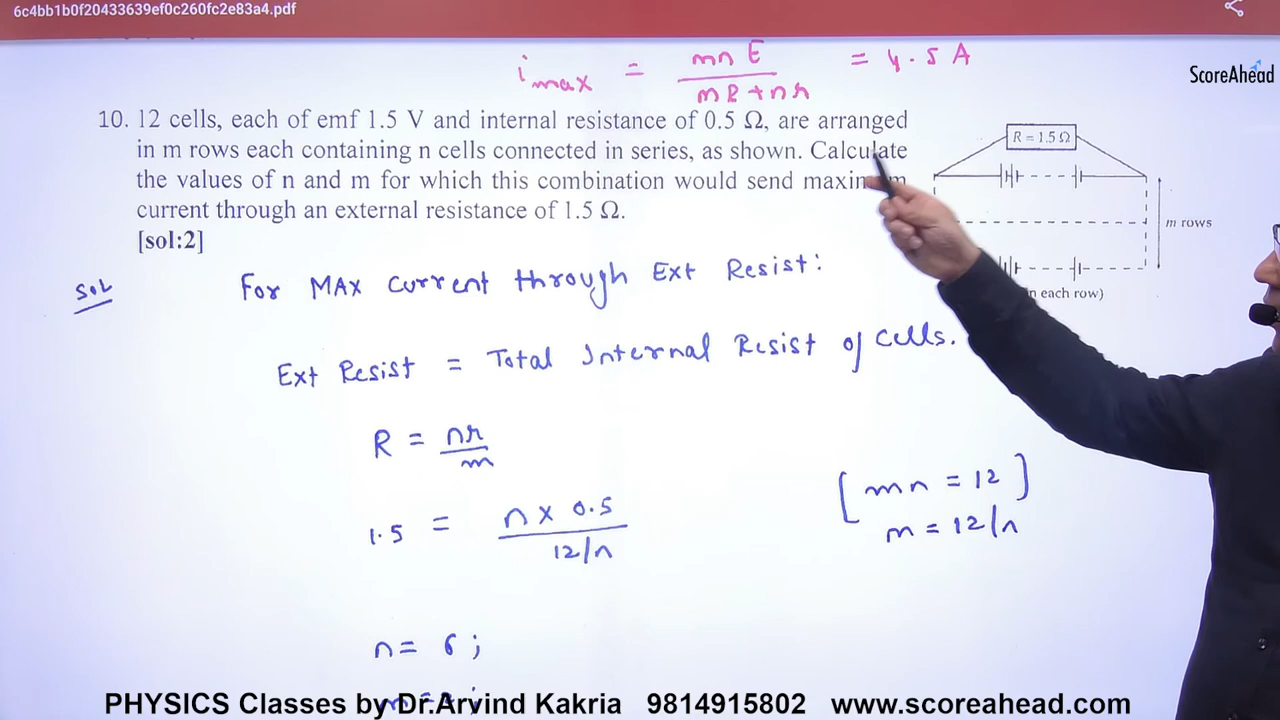 6c4bb1b0f20433639ef0c260fc2e83a4.pdf
i max = mnE / mR+nr = 4.5 A
ScoreAhead
10. 12 cells, each of emf 1.5 V and internal resistance of 0.5 Ω, are arranged
in m rows each containing n cells connected in series, as shown. Calculate
the values of n and m for which this combination would send maximum
current through an external resistance of 1.5 Ω.
[sol:2]
R = 1.5 Ω
m rows
n each row)
Sol
For MAX Current through Ext Resist:
Ext Resist = Total Internal Resist of Cells.
R = nr / m
[mn = 12]
m = 12/n
1.5 = n x 0.5 / 12/n
n = 6 ;
PHYSICS Classes by Dr.Arvind Kakria 9814915802 www.scoreahead.com